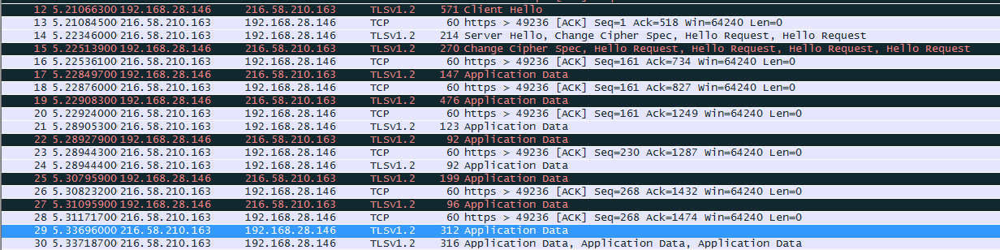 12 5.21066300 192.168.28.146 216.58.210.163 TLSv1.2 571 Client Hello
13 5.21084500 216.58.210.163 192.168.28.146 TCP 60 https > 49236 [ACK] Seq=1 Ack=518 Win=64240 Len=0
14 5.22346000 216.58.210.163 192.168.28.146 TLSv1.2 214 Server Hello, Change Cipher Spec, Hello Request, Hello Request
15 5.22513900 192.168.28.146 216.58.210.163 TLSv1.2 270 Change Cipher Spec, Hello Request, Hello Request, Hello Request, Hello Request
16 5.22536100 216.58.210.163 192.168.28.146 TCP 60 https > 49236 [ACK] Seq=161 Ack=734 Win=64240 Len=0
17 5.22849700 192.168.28.146 216.58.210.163 TLSv1.2 147 Application Data
18 5.22876000 216.58.210.163 192.168.28.146 TCP 60 https > 49236 [ACK] Seq=161 Ack=827 Win=64240 Len=0
19 5.22908300 192.168.28.146 216.58.210.163 TLSv1.2 476 Application Data
20 5.22924000 216.58.210.163 192.168.28.146 TCP 60 https > 49236 [ACK] Seq=161 Ack=1249 Win=64240 Len=0
21 5.28905300 216.58.210.163 192.168.28.146 TLSv1.2 123 Application Data
22 5.28927900 192.168.28.146 216.58.210.163 TLSv1.2 92 Application Data
23 5.28944300 216.58.210.163 192.168.28.146 TCP 60 https > 49236 [ACK] Seq=230 Ack=1287 Win=64240 Len=0
24 5.28944400 216.58.210.163 192.168.28.146 TLSv1.2 92 Application Data
25 5.30795900 192.168.28.146 216.58.210.163 TLSv1.2 199 Application Data
26 5.30823200 216.58.210.163 192.168.28.146 TCP 60 https > 49236 [ACK] Seq=268 Ack=1432 Win=64240 Len=0
27 5.31095900 192.168.28.146 216.58.210.163 TLSv1.2 96 Application Data
28 5.31171700 216.58.210.163 192.168.28.146 TCP 60 https > 49236 [ACK] Seq=268 Ack=1474 Win=64240 Len=0
29 5.33696000 216.58.210.163 192.168.28.146 TLSv1.2 312 Application Data
30 5.33718700 216.58.210.163 192.168.28.146 TLSv1.2 316 Application Data, Application Data, Application Data